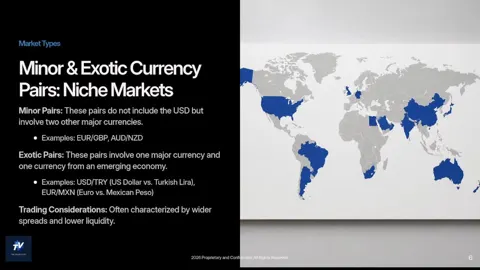 Market Types
Minor & Exotic Currency
Pairs: Niche Markets
Minor Pairs: These pairs do not include the USD but
involve two other major currencies.
• Examples: EUR/GBP, AUD/NZD
Exotic Pairs: These pairs involve one major currency and
one currency from an emerging economy.
• Examples: USD/TRY (US Dollar vs. Turkish Lira),
EUR/MXN (Euro vs. Mexican Peso)
Trading Considerations: Often characterized by wider
spreads and lower liquidity.
2026 Proprietary and Confidential. All Rights Reserved.
6